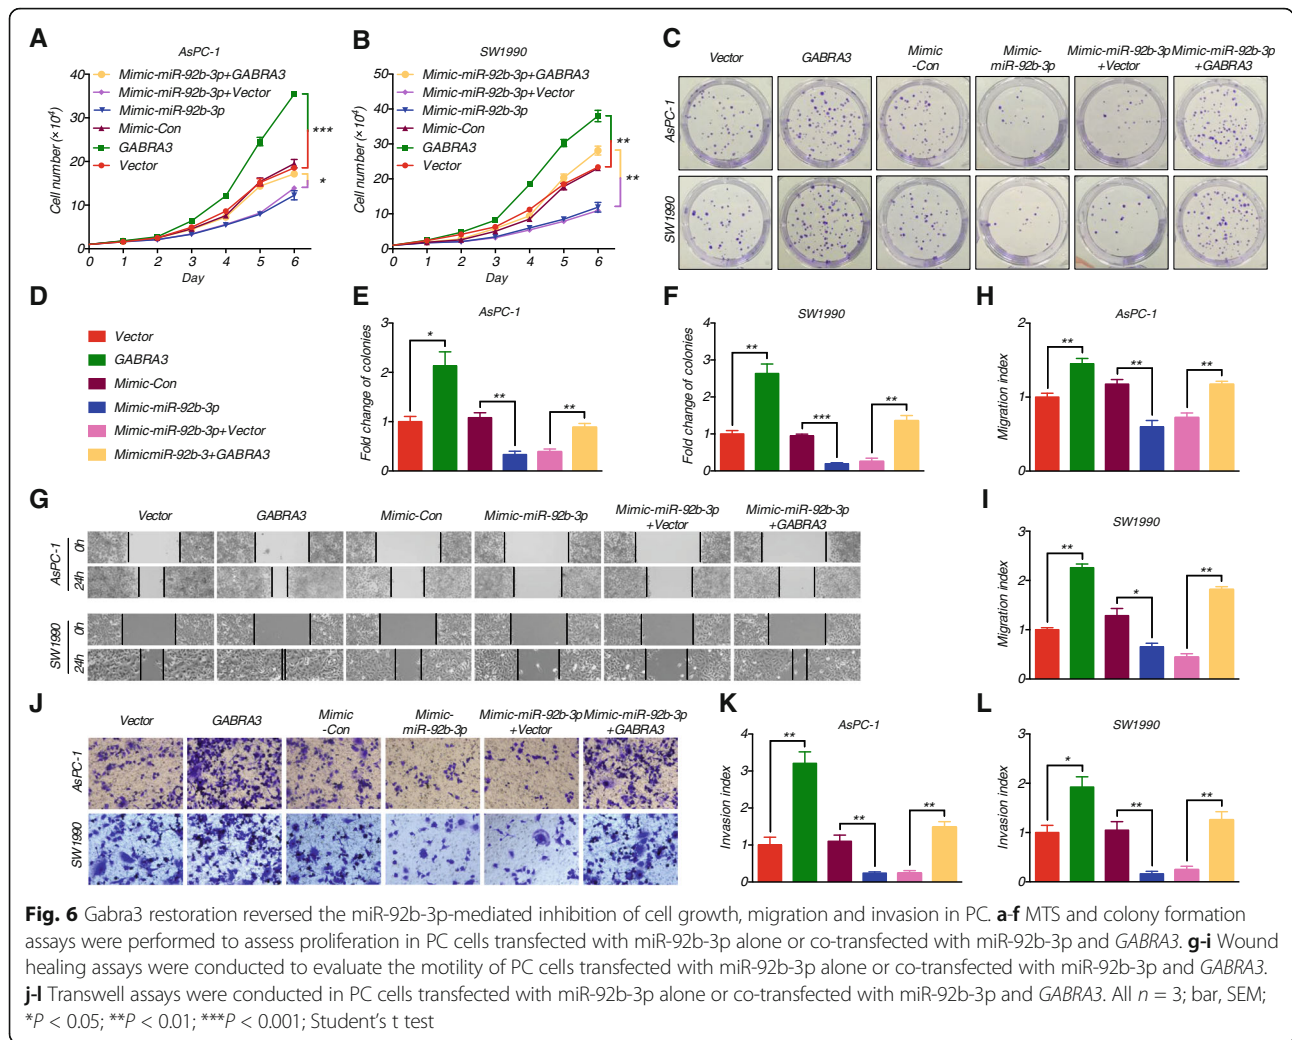 A
AsPC-1
Cell number (×10⁴)
40
30
20
10
0
0 1 2 3 4 5 6
Day
Mimic-miR-92b-3p+GABRA3
Mimic-miR-92b-3p+Vector
Mimic-miR-92b-3p
Mimic-Con
GABRA3
Vector
***
*
B
SW1990
Cell number (×10⁴)
50
40
30
20
10
0
0 1 2 3 4 5 6
Day
Mimic-miR-92b-3p+GABRA3
Mimic-miR-92b-3p+Vector
Mimic-miR-92b-3p
Mimic-Con
GABRA3
Vector
**
**
C
Vector
GABRA3
Mimic
-Con
Mimic-
miR-92b-3p
Mimic-miR-92b-3p
+Vector
Mimic-miR-92b-3p
+GABRA3
AsPC-1
SW1990
D
Vector
GABRA3
Mimic-Con
Mimic-miR-92b-3p
Mimic-miR-92b-3p+Vector
MimicmiR-92b-3+GABRA3
E
AsPC-1
Fold change of colonies
3
2
1
0
*
**
**
F
SW1990
Fold change of colonies
4
3
2
1
0
**
***
**
H
AsPC-1
Migration index
2
1
0
**
**
**
G
Vector
GABRA3
Mimic-Con
Mimic-miR-92b-3p
Mimic-miR-92b-3p
+Vector
Mimic-miR-92b-3p
+GABRA3
AsPC-1
0h
24h
SW1990
0h
24h
I
SW1990
Migration index
3
2
1
0
**
*
**
J
Vector
GABRA3
Mimic
-Con
Mimic-
miR-92b-3p
Mimic-miR-92b-3p
+Vector
Mimic-miR-92b-3p
+GABRA3
AsPC-1
SW1990
K
AsPC-1
Invasion index
4
3
2
1
0
**
**
**
L
SW1990
Invasion index
3
2
1
0
*
**
**
Fig. 6 Gabra3 restoration reversed the miR-92b-3p-mediated inhibition of cell growth, migration and invasion in PC. a-f MTS and colony formation
assays were performed to assess proliferation in PC cells transfected with miR-92b-3p alone or co-transfected with miR-92b-3p and GABRA3. g-i Wound
healing assays were conducted to evaluate the motility of PC cells transfected with miR-92b-3p alone or co-transfected with miR-92b-3p and GABRA3.
j-l Transwell assays were conducted in PC cells transfected with miR-92b-3p alone or co-transfected with miR-92b-3p and GABRA3. All n = 3; bar, SEM;
*P < 0.05; **P < 0.01; ***P < 0.001; Student's t test